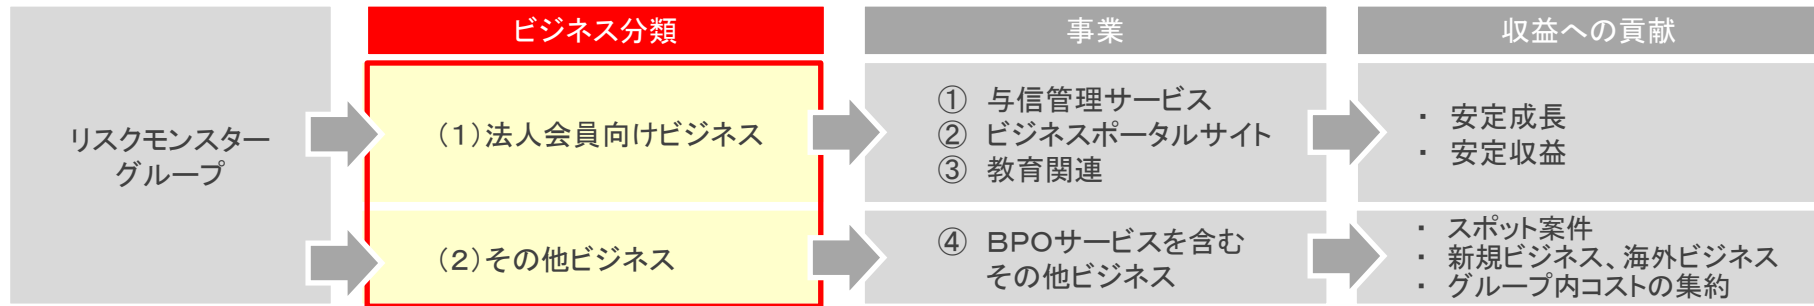 ビジネス分類
事業
収益への貢献
リスクモンスター
グループ
（１）法人会員向けビジネス
① 与信管理サービス
② ビジネスポータルサイト
③ 教育関連
・ 安定成長
・ 安定収益
（２）その他ビジネス
④ ＢＰＯサービスを含む
その他ビジネス
・ スポット案件
・ 新規ビジネス、海外ビジネス
・ グループ内コストの集約